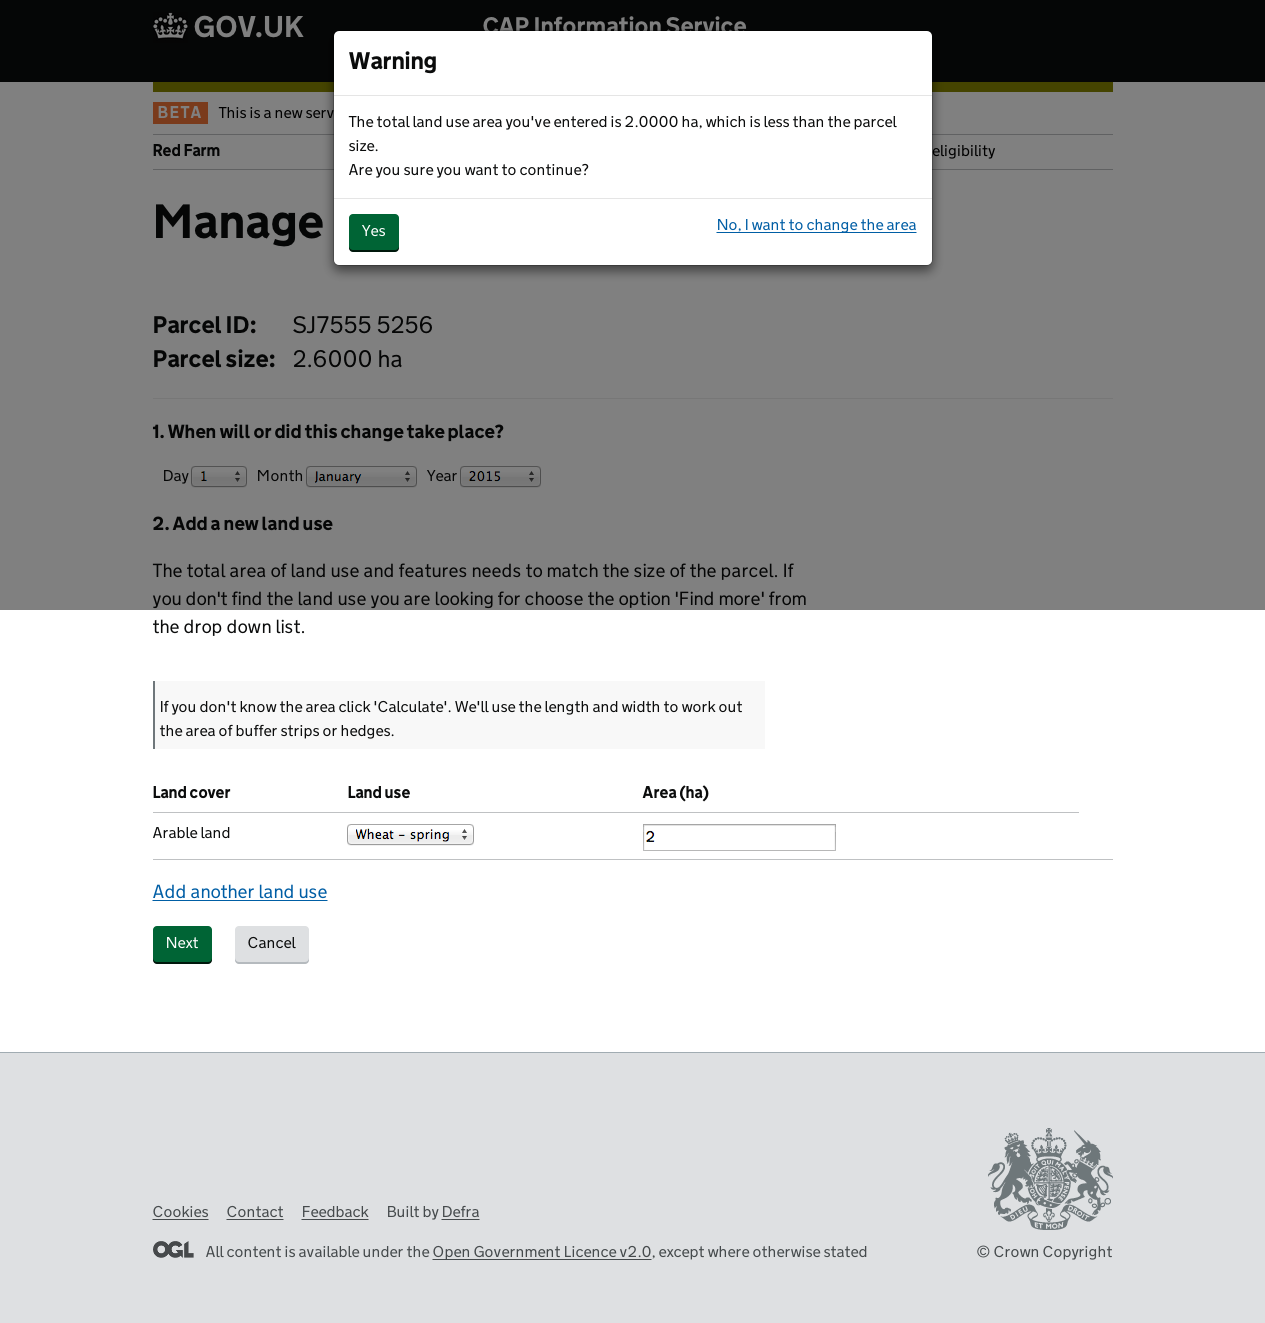 GOV.UK
CAP Information Service
Warning
The total land use area you've entered is 2.0000 ha, which is less than the parcel
size.
Are you sure you want to continue?
Yes
No, I want to change the area
BETA This is a new serv
Red Farm
eligibility
Manage
Parcel ID: SJ7555 5256
Parcel size: 2.6000 ha
1. When will or did this change take place?
Day 1 Month January Year 2015
2. Add a new land use
The total area of land use and features needs to match the size of the parcel. If
you don't find the land use you are looking for choose the option 'Find more' from
the drop down list.
If you don't know the area click 'Calculate'. We'll use the length and width to work out
the area of buffer strips or hedges.
Land cover Land use Area (ha)
Arable land Wheat – spring 2
Add another land use
Next Cancel
Cookies Contact Feedback Built by Defra
OGL All content is available under the Open Government Licence v2.0, except where otherwise stated
© Crown Copyright